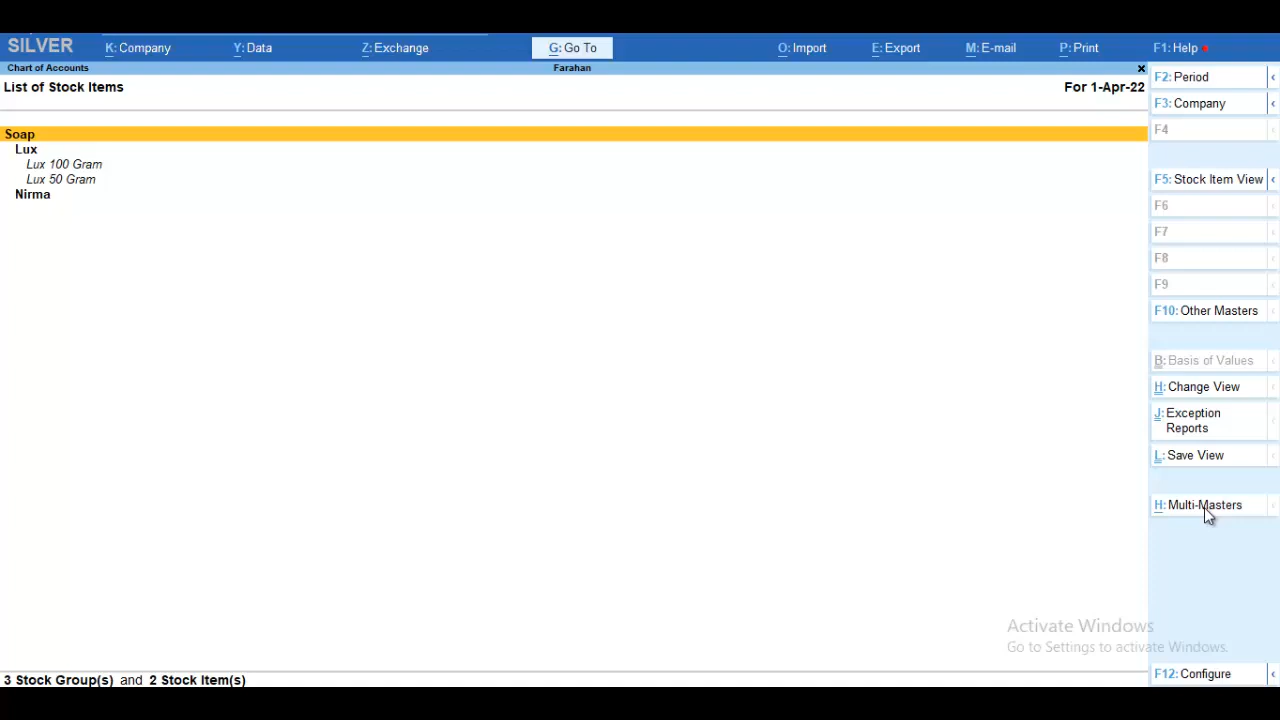 SILVER K: Company Y: Data Z: Exchange G: Go To O: Import E: Export M: E-mail P: Print F1: Help
Chart of Accounts Farahan
List of Stock Items For 1-Apr-22
Soap
Lux
Lux 100 Gram
Lux 50 Gram
Nirma
3 Stock Group(s) and 2 Stock Item(s)
F2: Period
F3: Company
F4
F5: Stock Item View
F6
F7
F8
F9
F10: Other Masters
B: Basis of Values
H: Change View
J: Exception
Reports
L: Save View
H: Multi-Masters
Activate Windows
Go to Settings to activate Windows.
F12: Configure